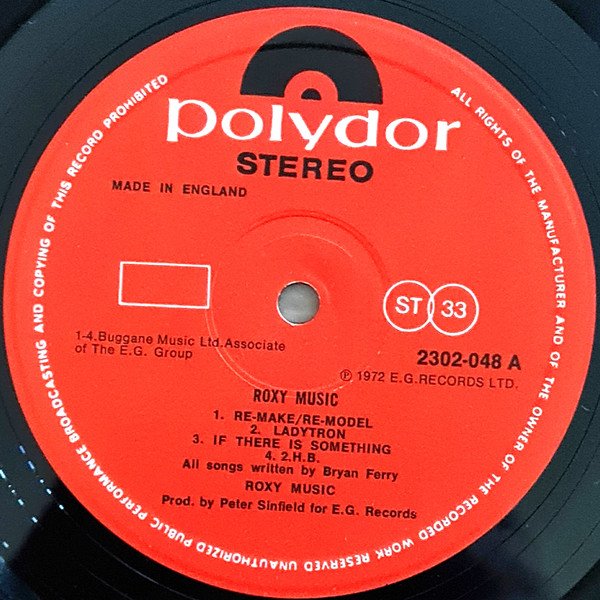 polydor
STEREO
MADE IN ENGLAND
ST 33
1-4.Buggane Music Ltd.Associate
of The E.G. Group
2302-048 A
℗ 1972 E.G.RECORDS LTD.
ROXY MUSIC
1. RE-MAKE/RE-MODEL
2. LADYTRON
3. IF THERE IS SOMETHING
4. 2.H.B.
All songs written by Bryan Ferry
ROXY MUSIC
Prod. by Peter Sinfield for E.G. Records
ALL RIGHTS OF THE MANUFACTURER AND OF THE OWNER OF THE RECORDED WORK RESERVED UNAUTHORIZED PUBLIC PERFORMANCE BROADCASTING AND COPYING OF THIS RECORD PROHIBITED